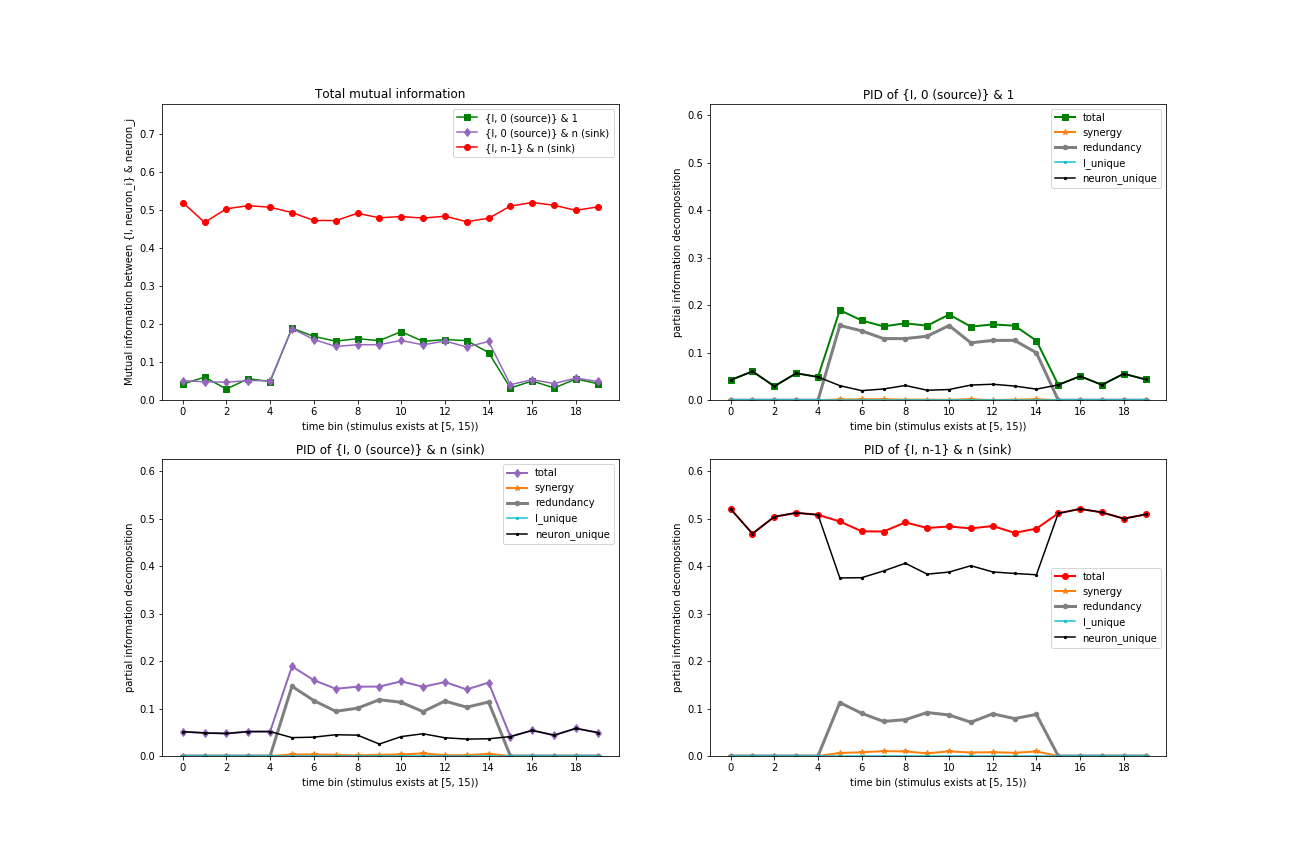 Total mutual information
Mutual information between {I, neuron_i} & neuron_j
0.7
0.6
0.5
0.4
0.3
0.2
0.1
0.0
{I, 0 (source)} & 1
{I, 0 (source)} & n (sink)
{I, n-1} & n (sink)
0 2 4 6 8 10 12 14 16 18
time bin (stimulus exists at [5, 15))
PID of {I, 0 (source)} & 1
partial information decomposition
0.6
0.5
0.4
0.3
0.2
0.1
0.0
total
synergy
redundancy
I_unique
neuron_unique
0 2 4 6 8 10 12 14 16 18
time bin (stimulus exists at [5, 15))
PID of {I, 0 (source)} & n (sink)
partial information decomposition
0.6
0.5
0.4
0.3
0.2
0.1
0.0
total
synergy
redundancy
I_unique
neuron_unique
0 2 4 6 8 10 12 14 16 18
time bin (stimulus exists at [5, 15))
PID of {I, n-1} & n (sink)
partial information decomposition
0.6
0.5
0.4
0.3
0.2
0.1
0.0
total
synergy
redundancy
I_unique
neuron_unique
0 2 4 6 8 10 12 14 16 18
time bin (stimulus exists at [5, 15))